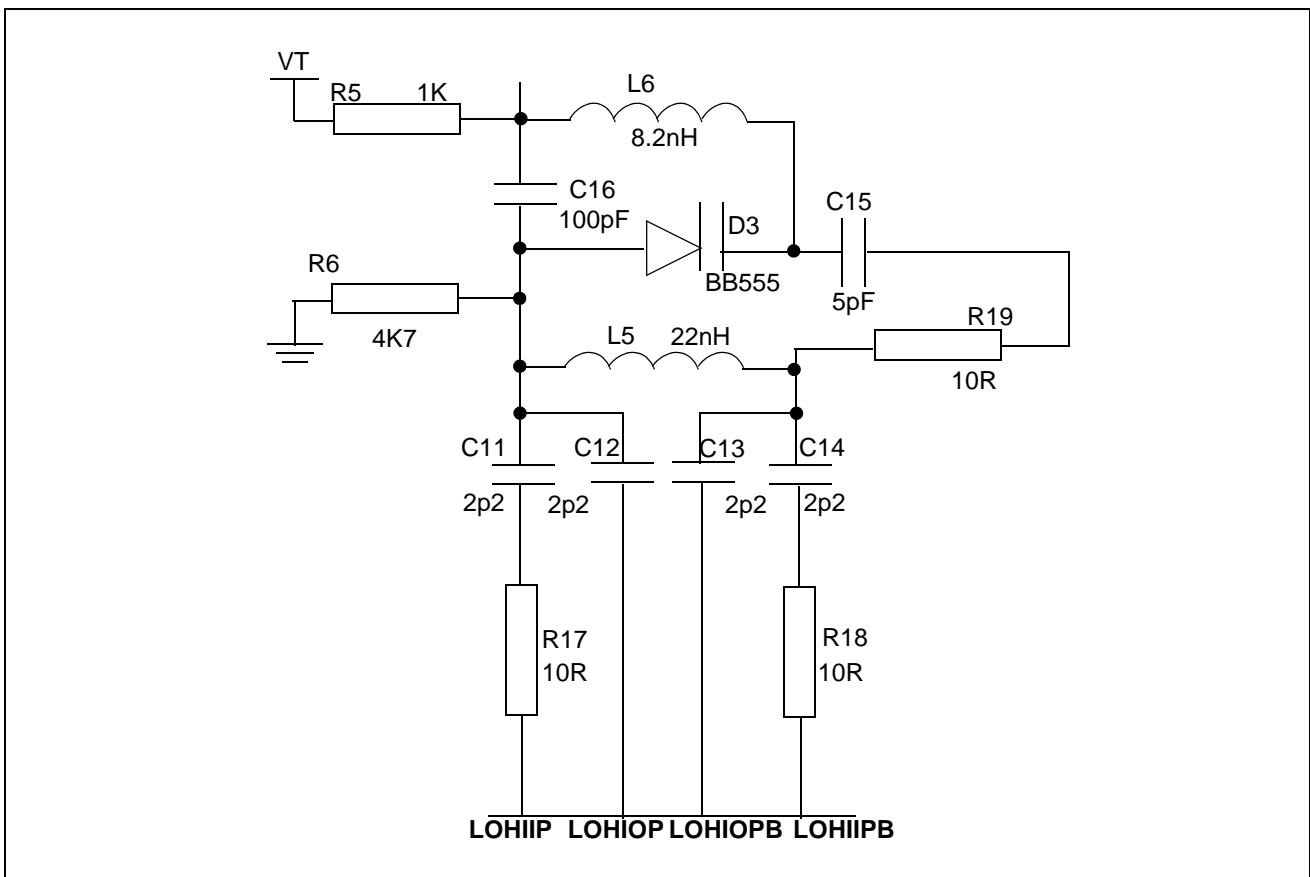 VT
R5 1K
L6
8.2nH
C16
100pF
D3
BB555
C15
5pF
R6
4K7
L5 22nH
R19
10R
C11 C12 C13 C14
2p2 2p2 2p2 2p2
R17
10R
R18
10R
LOHIIP LOHIOP LOHIOPB LOHIIPB